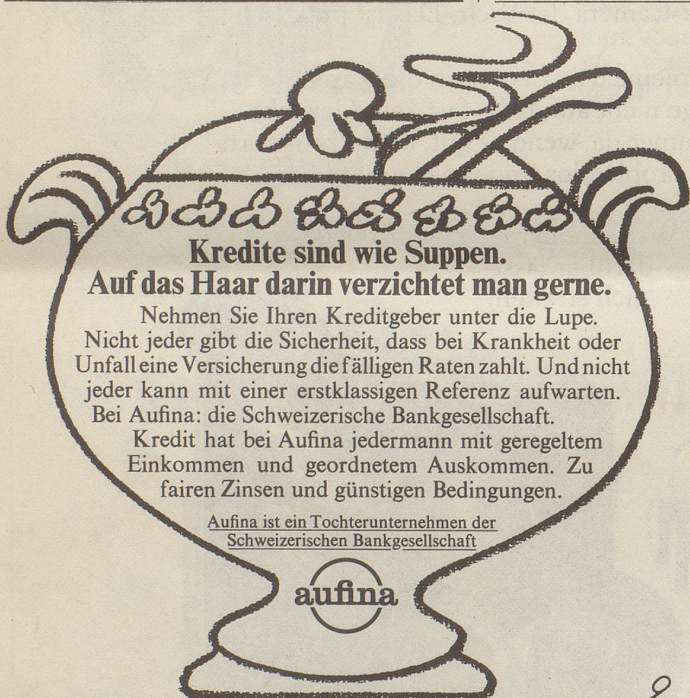 Kredite sind wie Suppen.
Auf das Haar darin verzichtet man gerne.
Nehmen Sie Ihren Kreditgeber unter die Lupe.
Nicht jeder gibt die Sicherheit, dass bei Krankheit oder
Unfall eine Versicherung die fälligen Raten zahlt. Und nicht
jeder kann mit einer erstklassigen Referenz aufwarten.
Bei Aufina: die Schweizerische Bankgesellschaft.
Kredit hat bei Aufina jedermann mit geregeltem
Einkommen und geordnetem Auskommen. Zu
fairen Zinsen und günstigen Bedingungen.
Aufina ist ein Tochterunternehmen der
Schweizerischen Bankgesellschaft
aufina